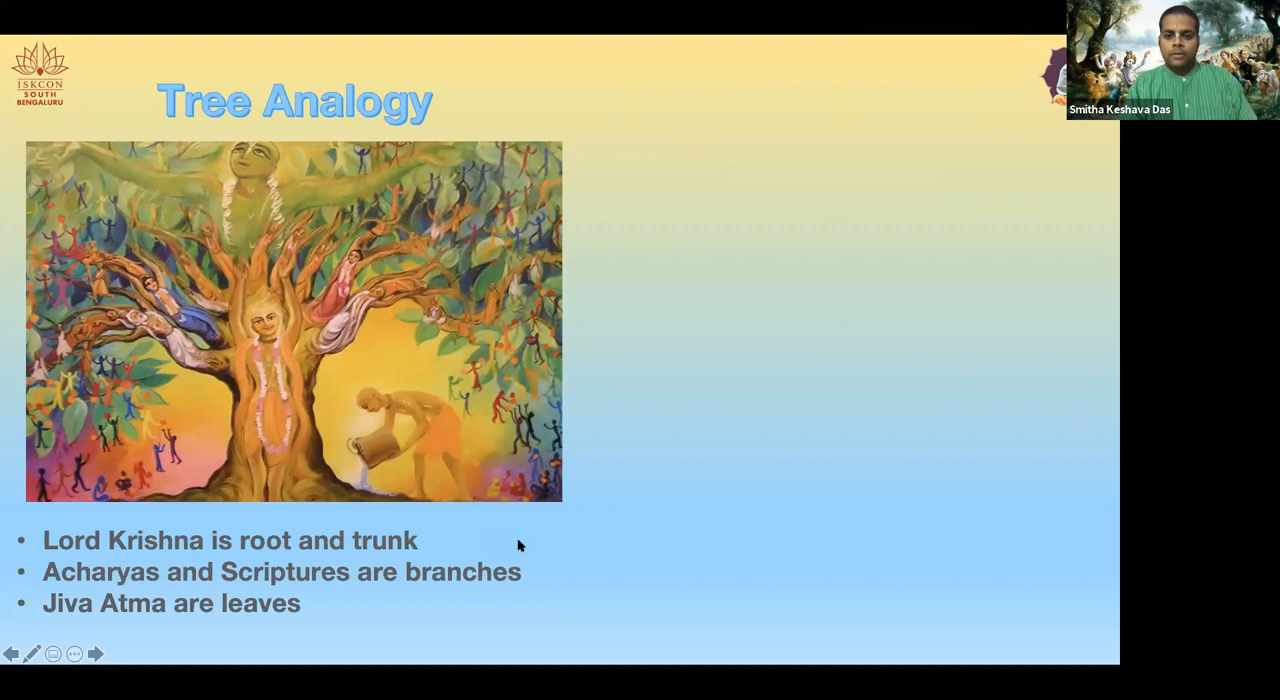 ISKCON
SOUTH
BENGALURU
Tree Analogy
Smitha Keshava Das
• Lord Krishna is root and trunk
• Acharyas and Scriptures are branches
• Jiva Atma are leaves